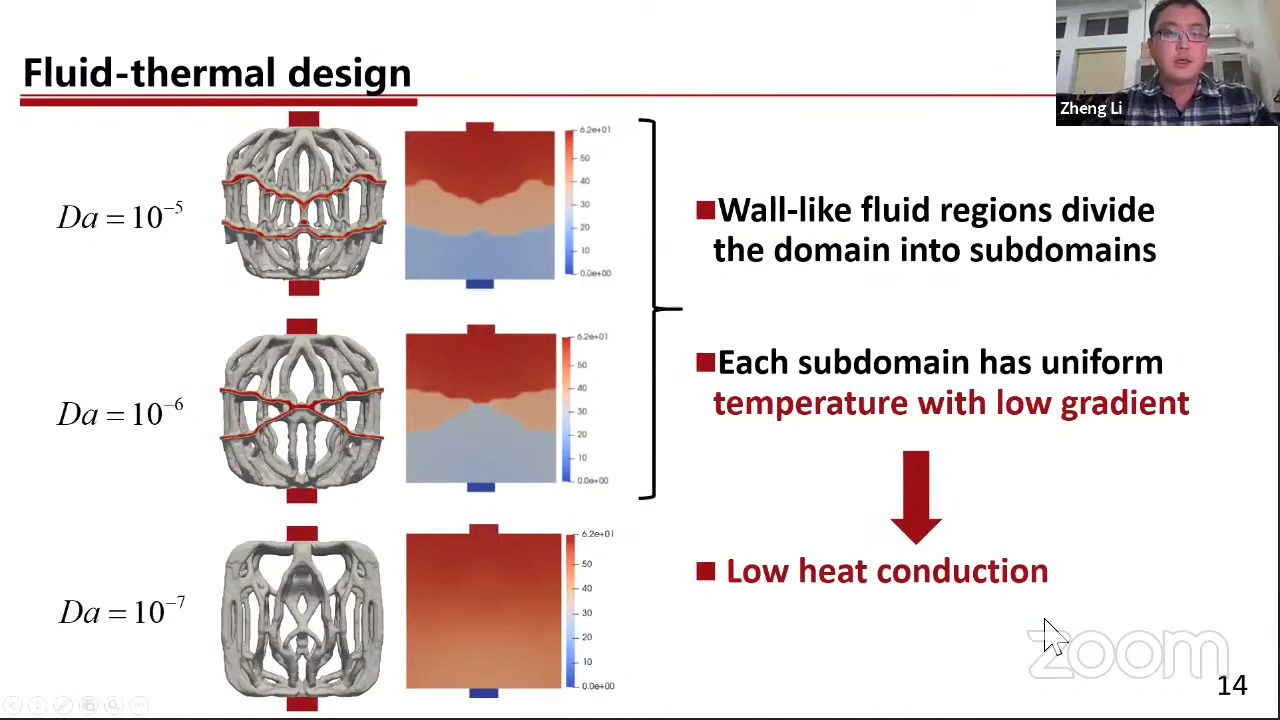 Fluid-thermal design
Zheng Li
Da = 10⁻⁵
6.2e+01
50
40
30
20
10
0.0e+00
■Wall-like fluid regions divide
the domain into subdomains
Da = 10⁻⁶
6.2e+01
50
40
30
20
10
0.0e+00
■Each subdomain has uniform
temperature with low gradient
Da = 10⁻⁷
6.2e+01
50
40
30
20
10
0.0e+00
■ Low heat conduction
zoom
14